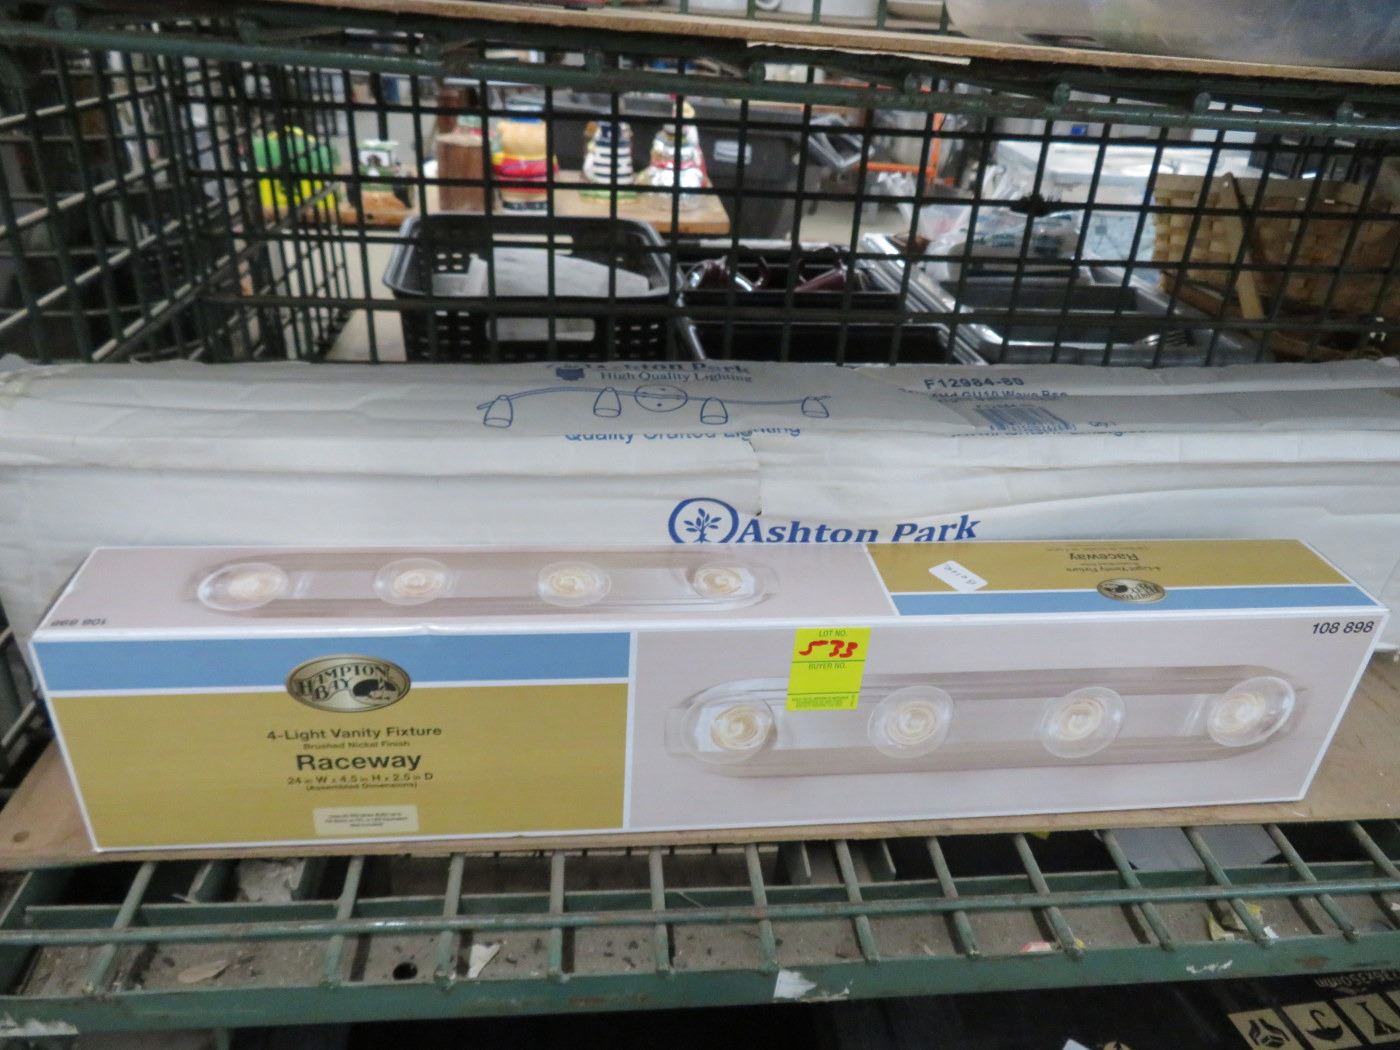 Ashton Park
High Quality Lighting
F12984-80
Quality Crafted Lighting
Ashton Park
Raceway
4-Light Vanity Fixture
108 898
108 898
LOT NO.
533
BUYER NO.
HAMPTON
BAY
4-Light Vanity Fixture
Brushed Nickel Finish
Raceway
24 in W x 4.5 in H x 2.5 in D
(Assembled Dimensions)